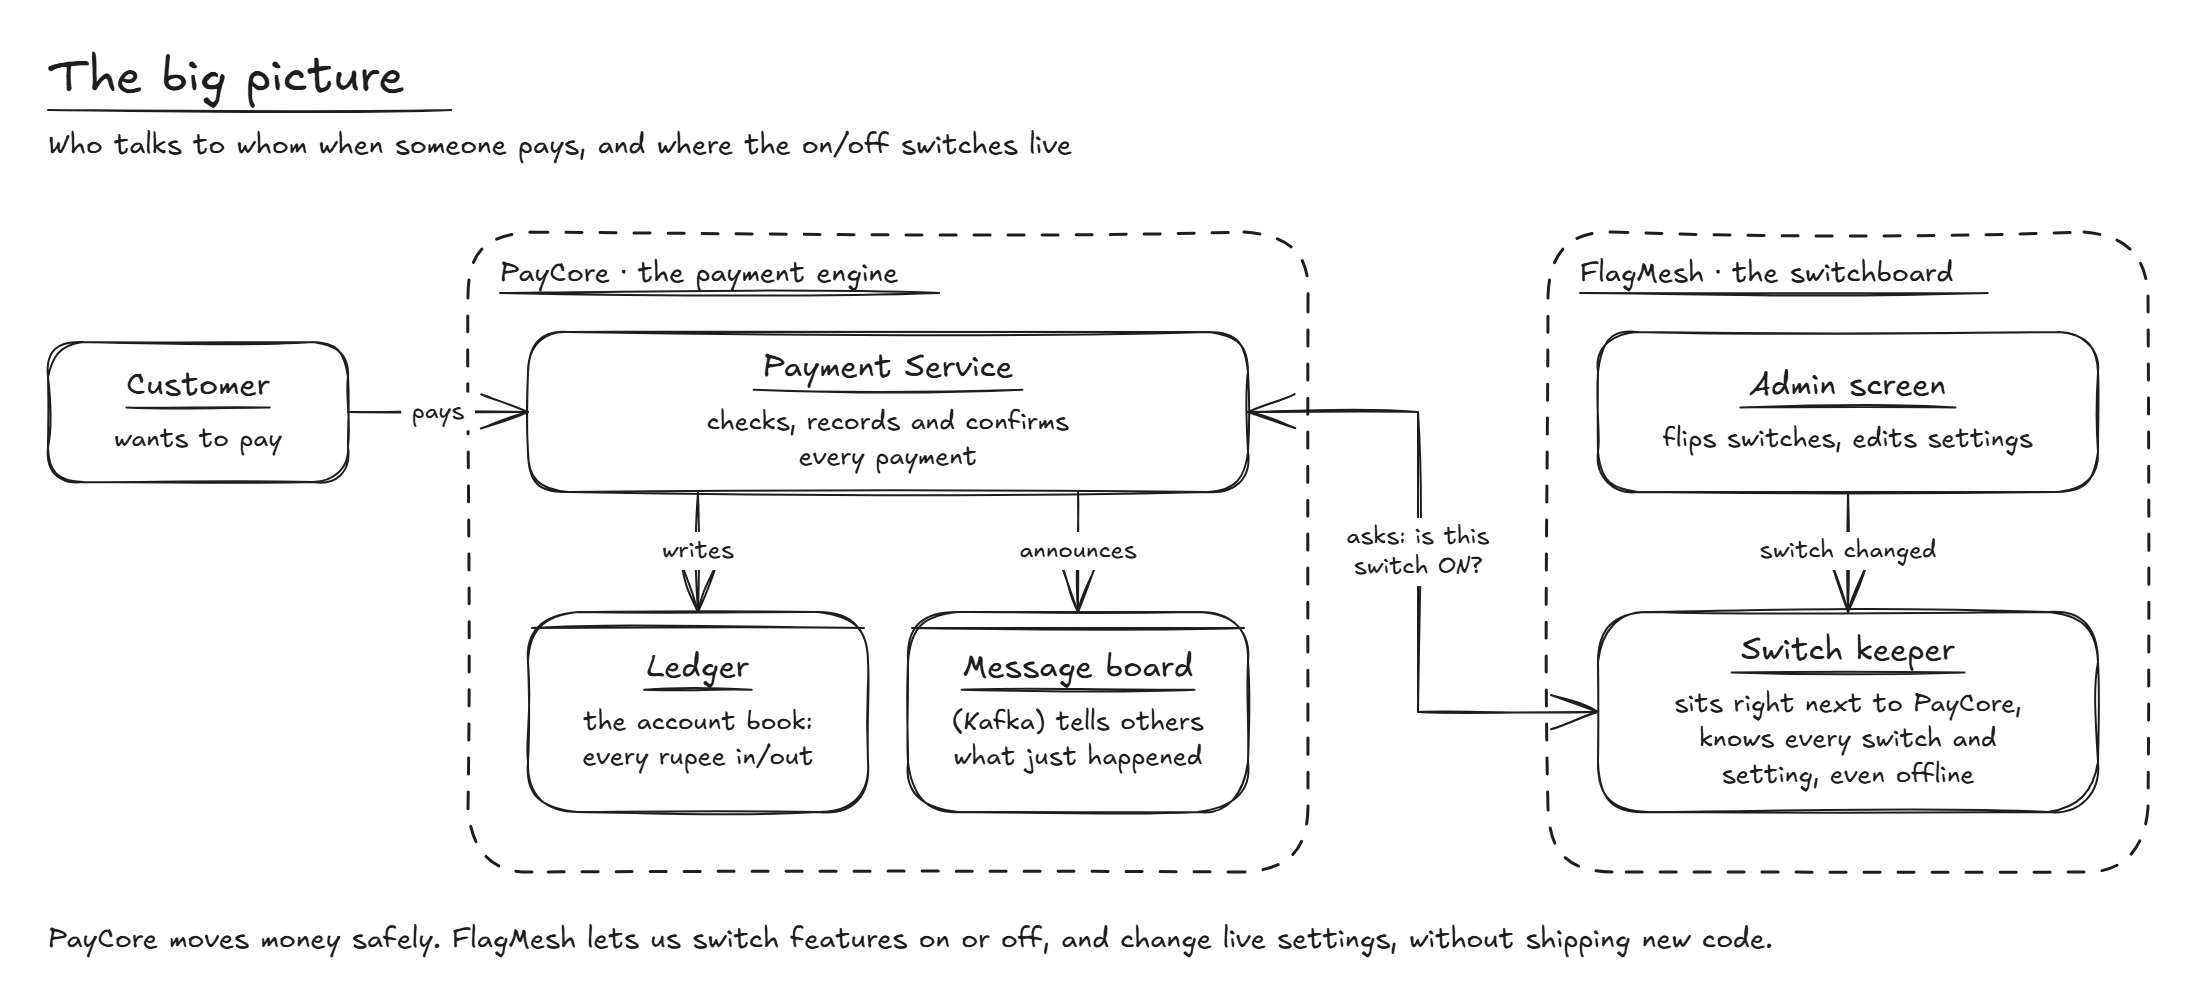 The big picture
Who talks to whom when someone pays, and where the on/off switches live
PayCore · the payment engine
FlagMesh · the switchboard
Customer
wants to pay
pays
Payment Service
checks, records and confirms
every payment
Admin screen
flips switches, edits settings
writes
announces
asks: is this
switch ON?
switch changed
Ledger
the account book:
every rupee in/out
Message board
(Kafka) tells others
what just happened
Switch keeper
sits right next to PayCore,
knows every switch and
setting, even offline
PayCore moves money safely. FlagMesh lets us switch features on or off, and change live settings, without shipping new code.